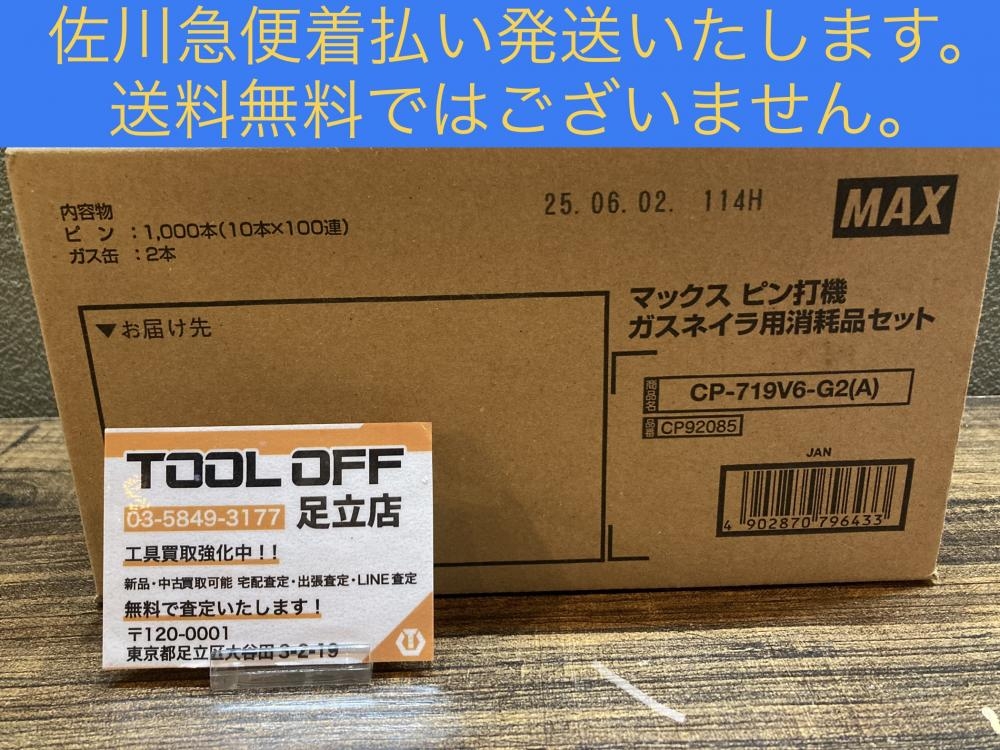 佐川急便着払い発送いたします。
送料無料ではございません。
内容物
ピン：1,000本(10本×100連)
ガス缶：2本
25.06.02. 114H
MAX
マックス ピン打機
ガスネイラ用消耗品セット
▼お届け先
商品名 CP-719V6-G2(A)
品番 CP92085
JAN
4 902870 796433
TOOL OFF
03-5849-3177 足立店
工具買取強化中！！
新品・中古買取可能 宅配査定・出張査定・LINE査定
無料で査定いたします！
〒120-0001
東京都足立区大谷田 3-2-19